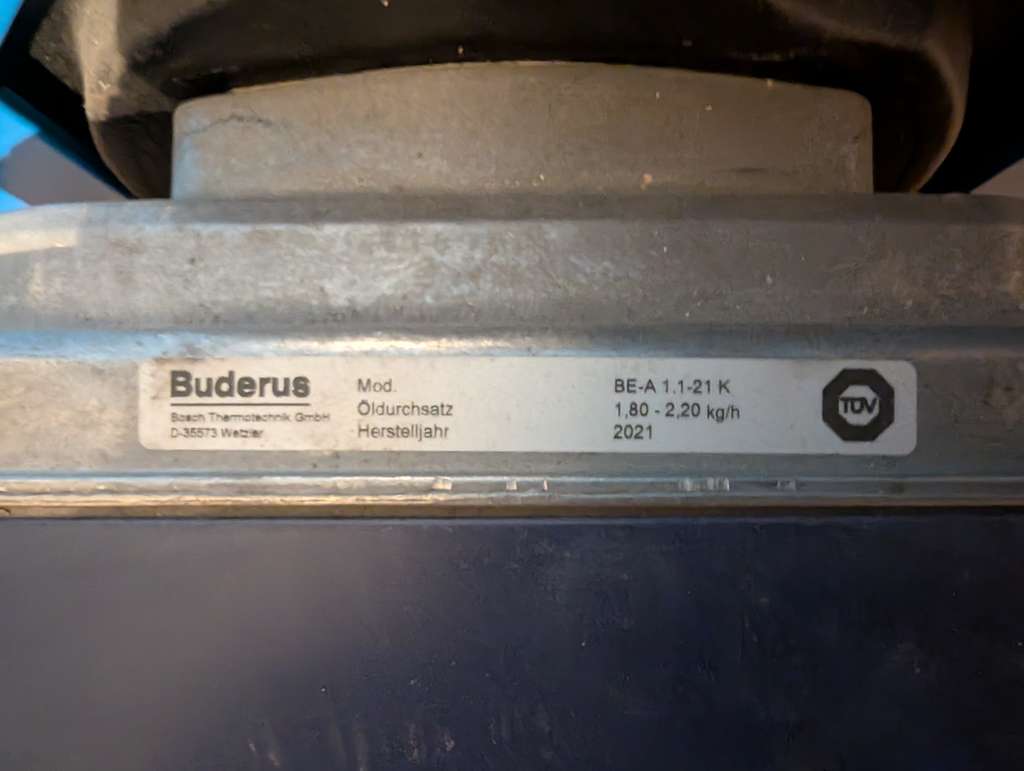 Buderus
Bosch Thermotechnik GmbH
D-35573 Wetzlar
Mod. BE-A 1.1-21 K
Öldurchsatz 1,80 - 2,20 kg/h
Herstelljahr 2021
TÜV